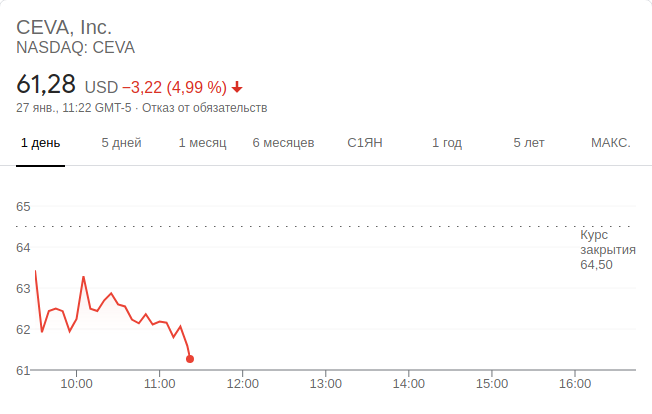 CEVA, Inc.
NASDAQ: CEVA
61,28 USD −3,22 (4,99 %)
27 янв., 11:22 GMT-5 · Отказ от обязательств
1 день 5 дней 1 месяц 6 месяцев С1ЯН 1 год 5 лет МАКС.
65
Курс
закрытия
64,50
64
63
62
61
10:00 11:00 12:00 13:00 14:00 15:00 16:00